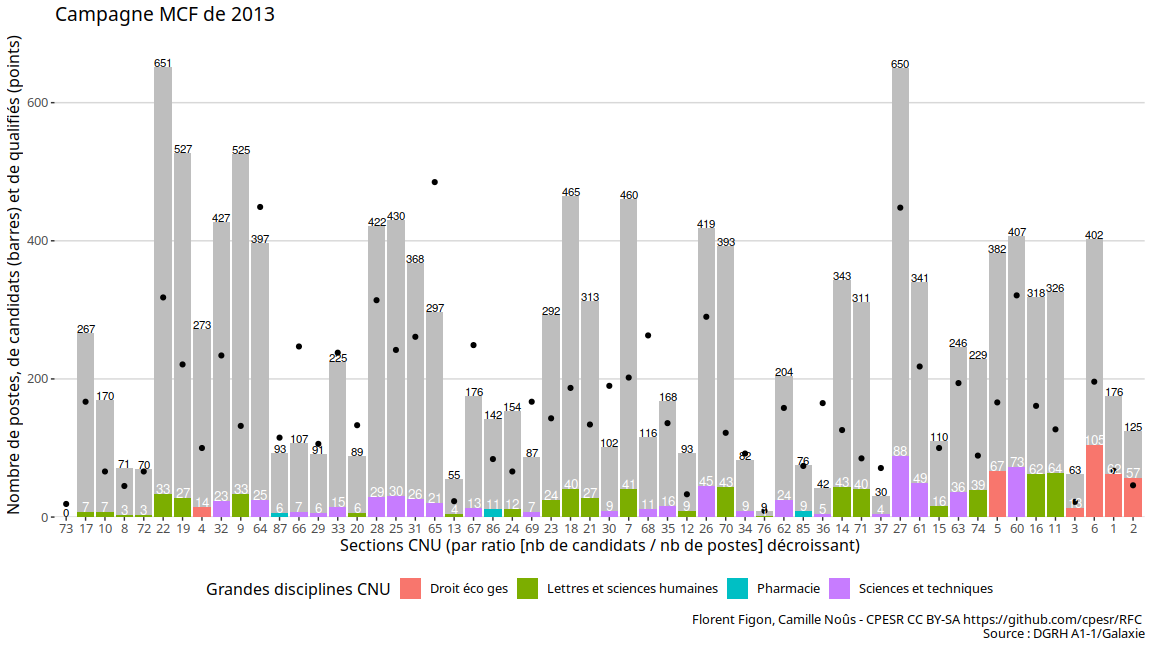 Campagne MCF de 2013
Nombre de postes, de candidats (barres) et de qualifiés (points)
600
400
200
0
0 267 170 71 70 651 527 273 427 525 397 93 107 91 225 89 422 430 368 297 55 176 142 154 87 292 465 313 102 460 116 168 93 419 393 82 9 204 76 42 343 311 30 650 341 110 246 229 382 407 318 326 63 402 176 125
7 7 3 3 33 27 14 23 33 25 6 7 6 15 6 29 30 26 21 4 13 11 12 7 24 40 27 9 41 11 16 9 45 43 9 24 9 5 43 40 4 88 49 16 36 39 67 73 62 64 13 105 62 57
73 17 10 8 72 22 19 4 32 9 64 87 66 29 33 20 28 25 31 65 13 67 86 24 69 23 18 21 30 7 68 35 12 26 70 34 76 62 85 36 14 71 37 27 61 15 63 74 5 60 16 11 3 6 1 2
Sections CNU (par ratio [nb de candidats / nb de postes] décroissant)
Grandes disciplines CNU Droit éco ges Lettres et sciences humaines Pharmacie Sciences et techniques
Florent Figon, Camille Noûs - CPESR CC BY-SA https://github.com/cpesr/RFC
Source : DGRH A1-1/Galaxie